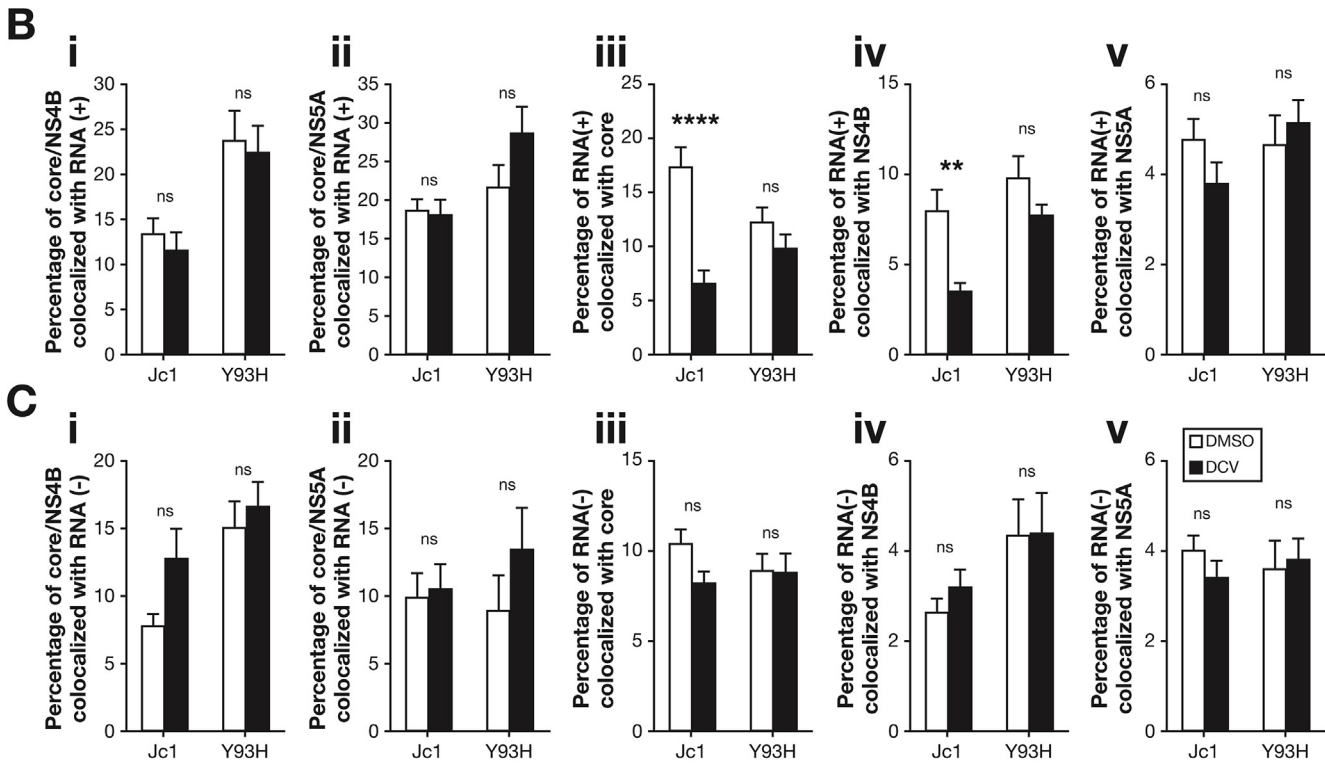 B
i
Percentage of core/NS4B
colocalized with RNA (+)
30
25
20
15
10
5
0
ns
ns
Jc1
Y93H
ii
Percentage of core/NS5A
colocalized with RNA (+)
35
30
25
20
15
10
5
0
ns
ns
Jc1
Y93H
iii
Percentage of RNA(+)
colocalized with core
25
20
15
10
5
0
****
ns
Jc1
Y93H
iv
Percentage of RNA(+)
colocalized with NS4B
15
10
5
0
**
ns
Jc1
Y93H
v
Percentage of RNA(+)
colocalized with NS5A
6
4
2
0
ns
ns
Jc1
Y93H
C
i
Percentage of core/NS4B
colocalized with RNA (-)
20
15
10
5
0
ns
ns
Jc1
Y93H
ii
Percentage of core/NS5A
colocalized with RNA (-)
20
15
10
5
0
ns
ns
Jc1
Y93H
iii
Percentage of RNA(-)
colocalized with core
15
10
5
0
ns
ns
Jc1
Y93H
iv
Percentage of RNA(-)
colocalized with NS4B
6
4
2
0
ns
ns
Jc1
Y93H
v
Percentage of RNA(-)
colocalized with NS5A
6
4
2
0
DMSO
DCV
ns
ns
Jc1
Y93H